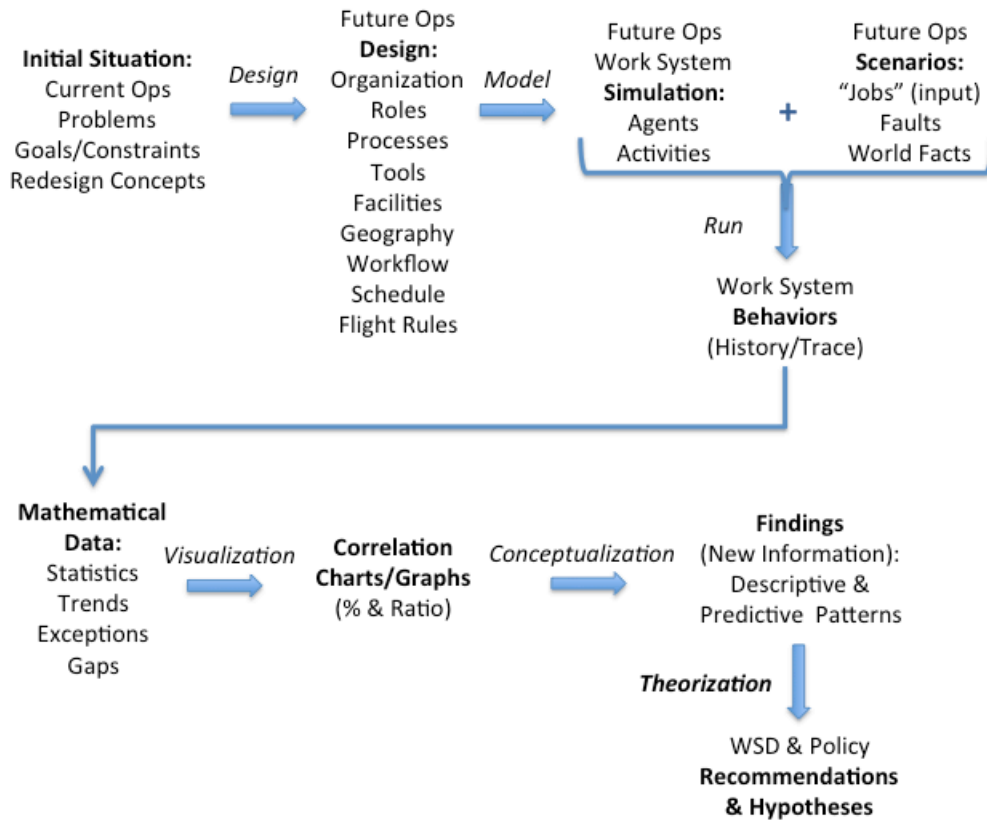 Initial Situation:
Current Ops
Problems
Goals/Constraints
Redesign Concepts
Design
Future Ops
Design:
Organization
Roles
Processes
Tools
Facilities
Geography
Workflow
Schedule
Flight Rules
Model
Future Ops
Work System
Simulation:
Agents
Activities
+
Future Ops
Scenarios:
“Jobs” (input)
Faults
World Facts
Run
Work System
Behaviors
(History/Trace)
Mathematical
Data:
Statistics
Trends
Exceptions
Gaps
Visualization
Correlation
Charts/Graphs
(% & Ratio)
Conceptualization
Findings
(New Information):
Descriptive &
Predictive Patterns
Theorization
WSD & Policy
Recommendations
& Hypotheses